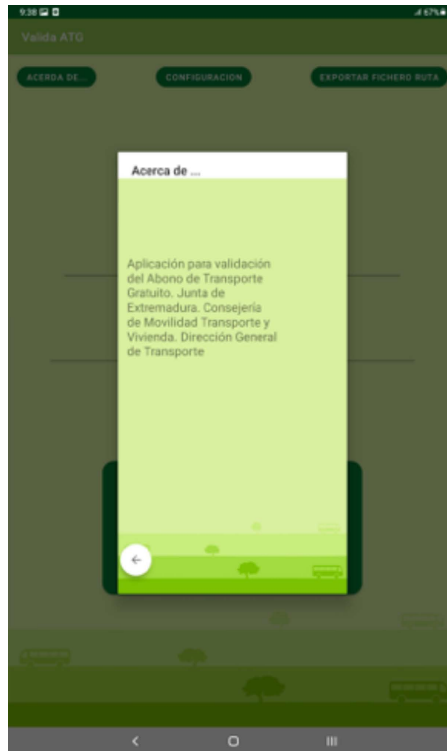 9:38
67%
Valida ATG
ACERDA DE...
CONFIGURACION
EXPORTAR FICHERO RUTA
Acerca de ...
Aplicación para validación
del Abono de Transporte
Gratuito. Junta de
Extremadura. Consejería
de Movilidad Transporte y
Vivienda. Dirección General
de Transporte